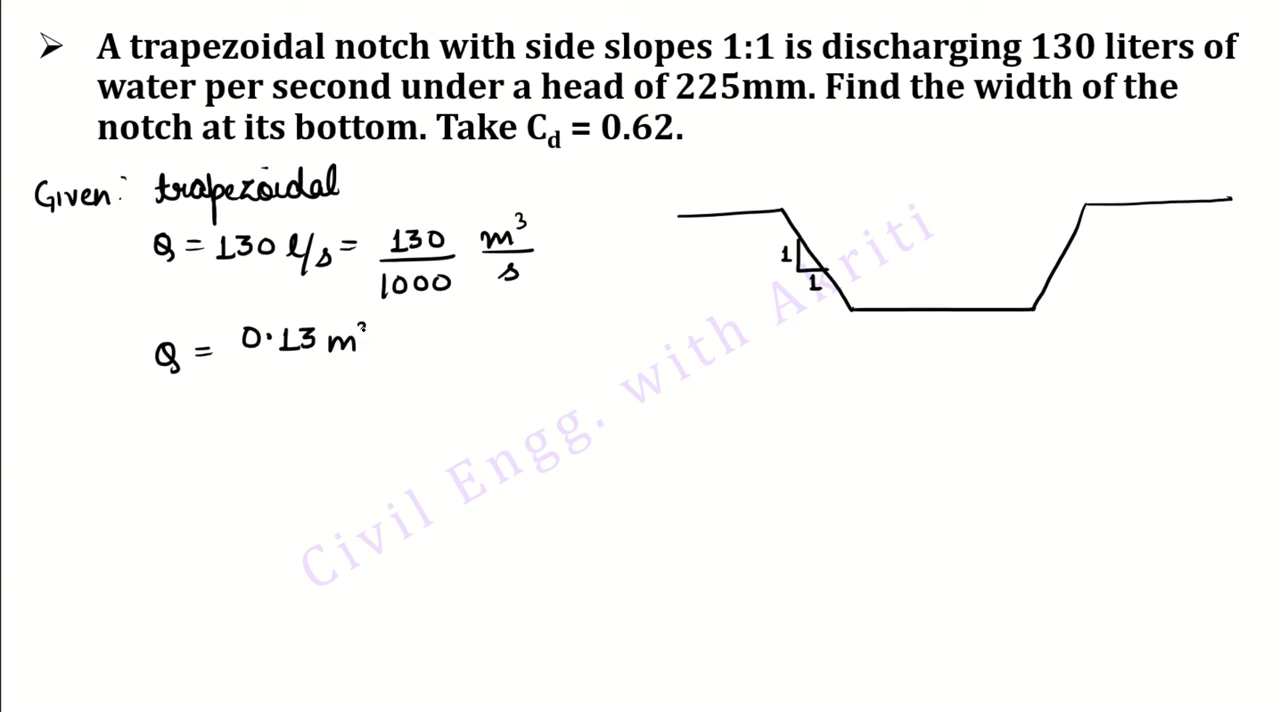 ➢ A trapezoidal notch with side slopes 1:1 is discharging 130 liters of
water per second under a head of 225mm. Find the width of the
notch at its bottom. Take Cd = 0.62.
Given: trapezoidal
Q = 130 l/s = 130/1000 m³/s
Q = 0.13 m³
1
1
Civil Engg. with Akriti